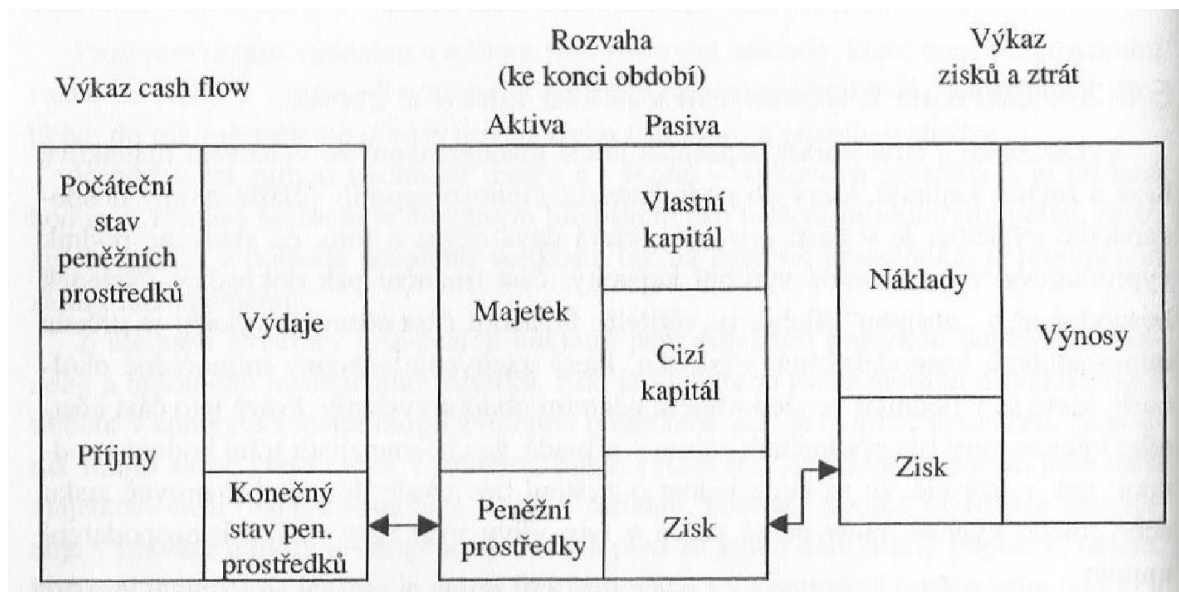 Výkaz cash flow
Počáteční
stav
peněžních
prostředků
Výdaje
Příjmy
Konečný
stav pen.
prostředků
Rozvaha
(ke konci období)
Aktiva
Pasiva
Majetek
Vlastní
kapitál
Cizí
kapitál
Peněžní
prostředky
Zisk
Výkaz
zisků a ztrát
Náklady
Výnosy
Zisk